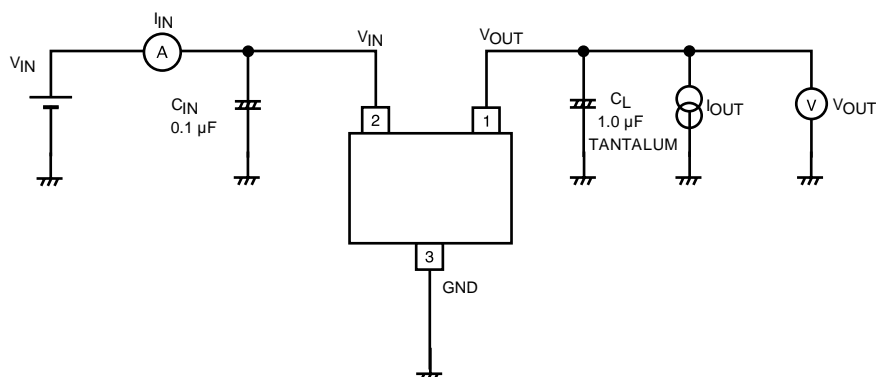 IIN
A
VIN
VIN
CIN
0.1 µF
2
VOUT
1
CL
1.0 µF
TANTALUM
IOUT
V
VOUT
3
GND